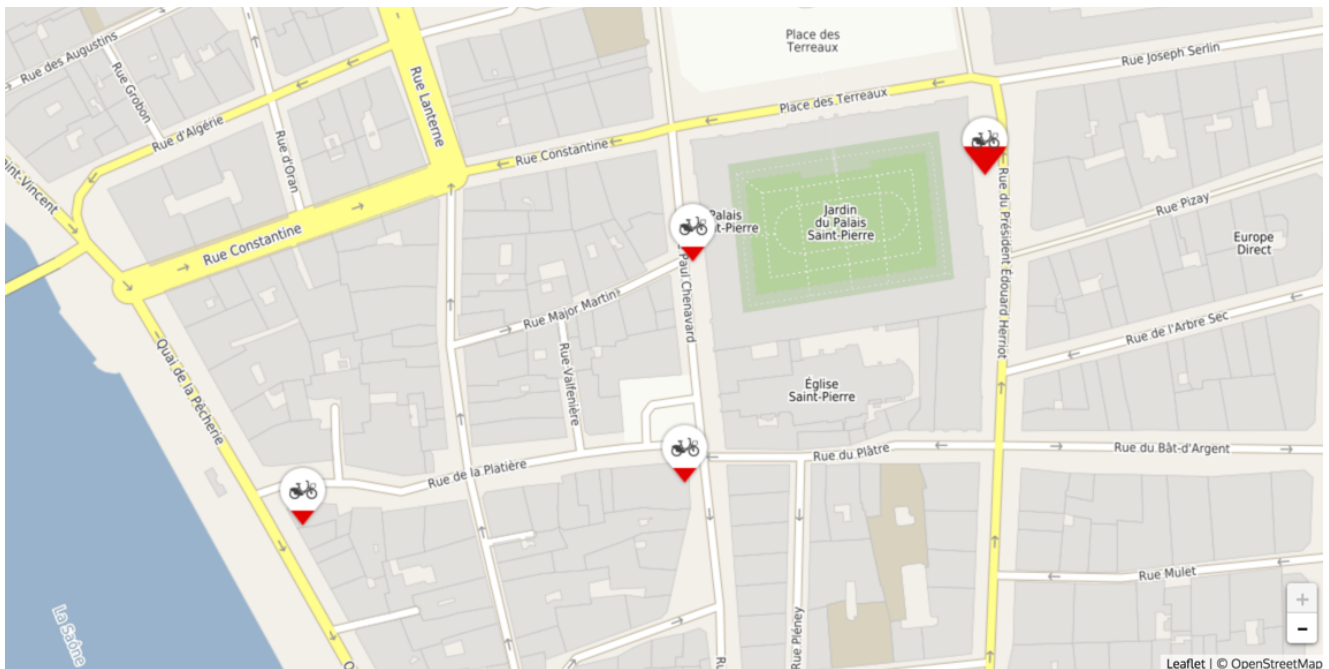 Place des
Terreaux
Rue Joseph Serlin
Rue des Augustins
Rue Grobon
Rue d'Algérie
Rue Lanterne
Place des Terreaux
Rue d'Oran
Rue Constantine
Saint-Vincent
Rue du Président Édouard Herriot
Rue Pizay
Jardin
du Palais
Saint-Pierre
Palais
nt-Pierre
Europe
Direct
Rue Constantine
Paul Chenavard
Rue Major Martin
Rue de l'Arbre Sec
Quai de la Pêcherie
Rue Valfenière
Église
Saint-Pierre
Rue du Plâtre
Rue du Bât-d'Argent
Rue de la Platière
Rue Mulet
Rue Pléney
La Saône
Q
+
-
Leaflet | © OpenStreetMap